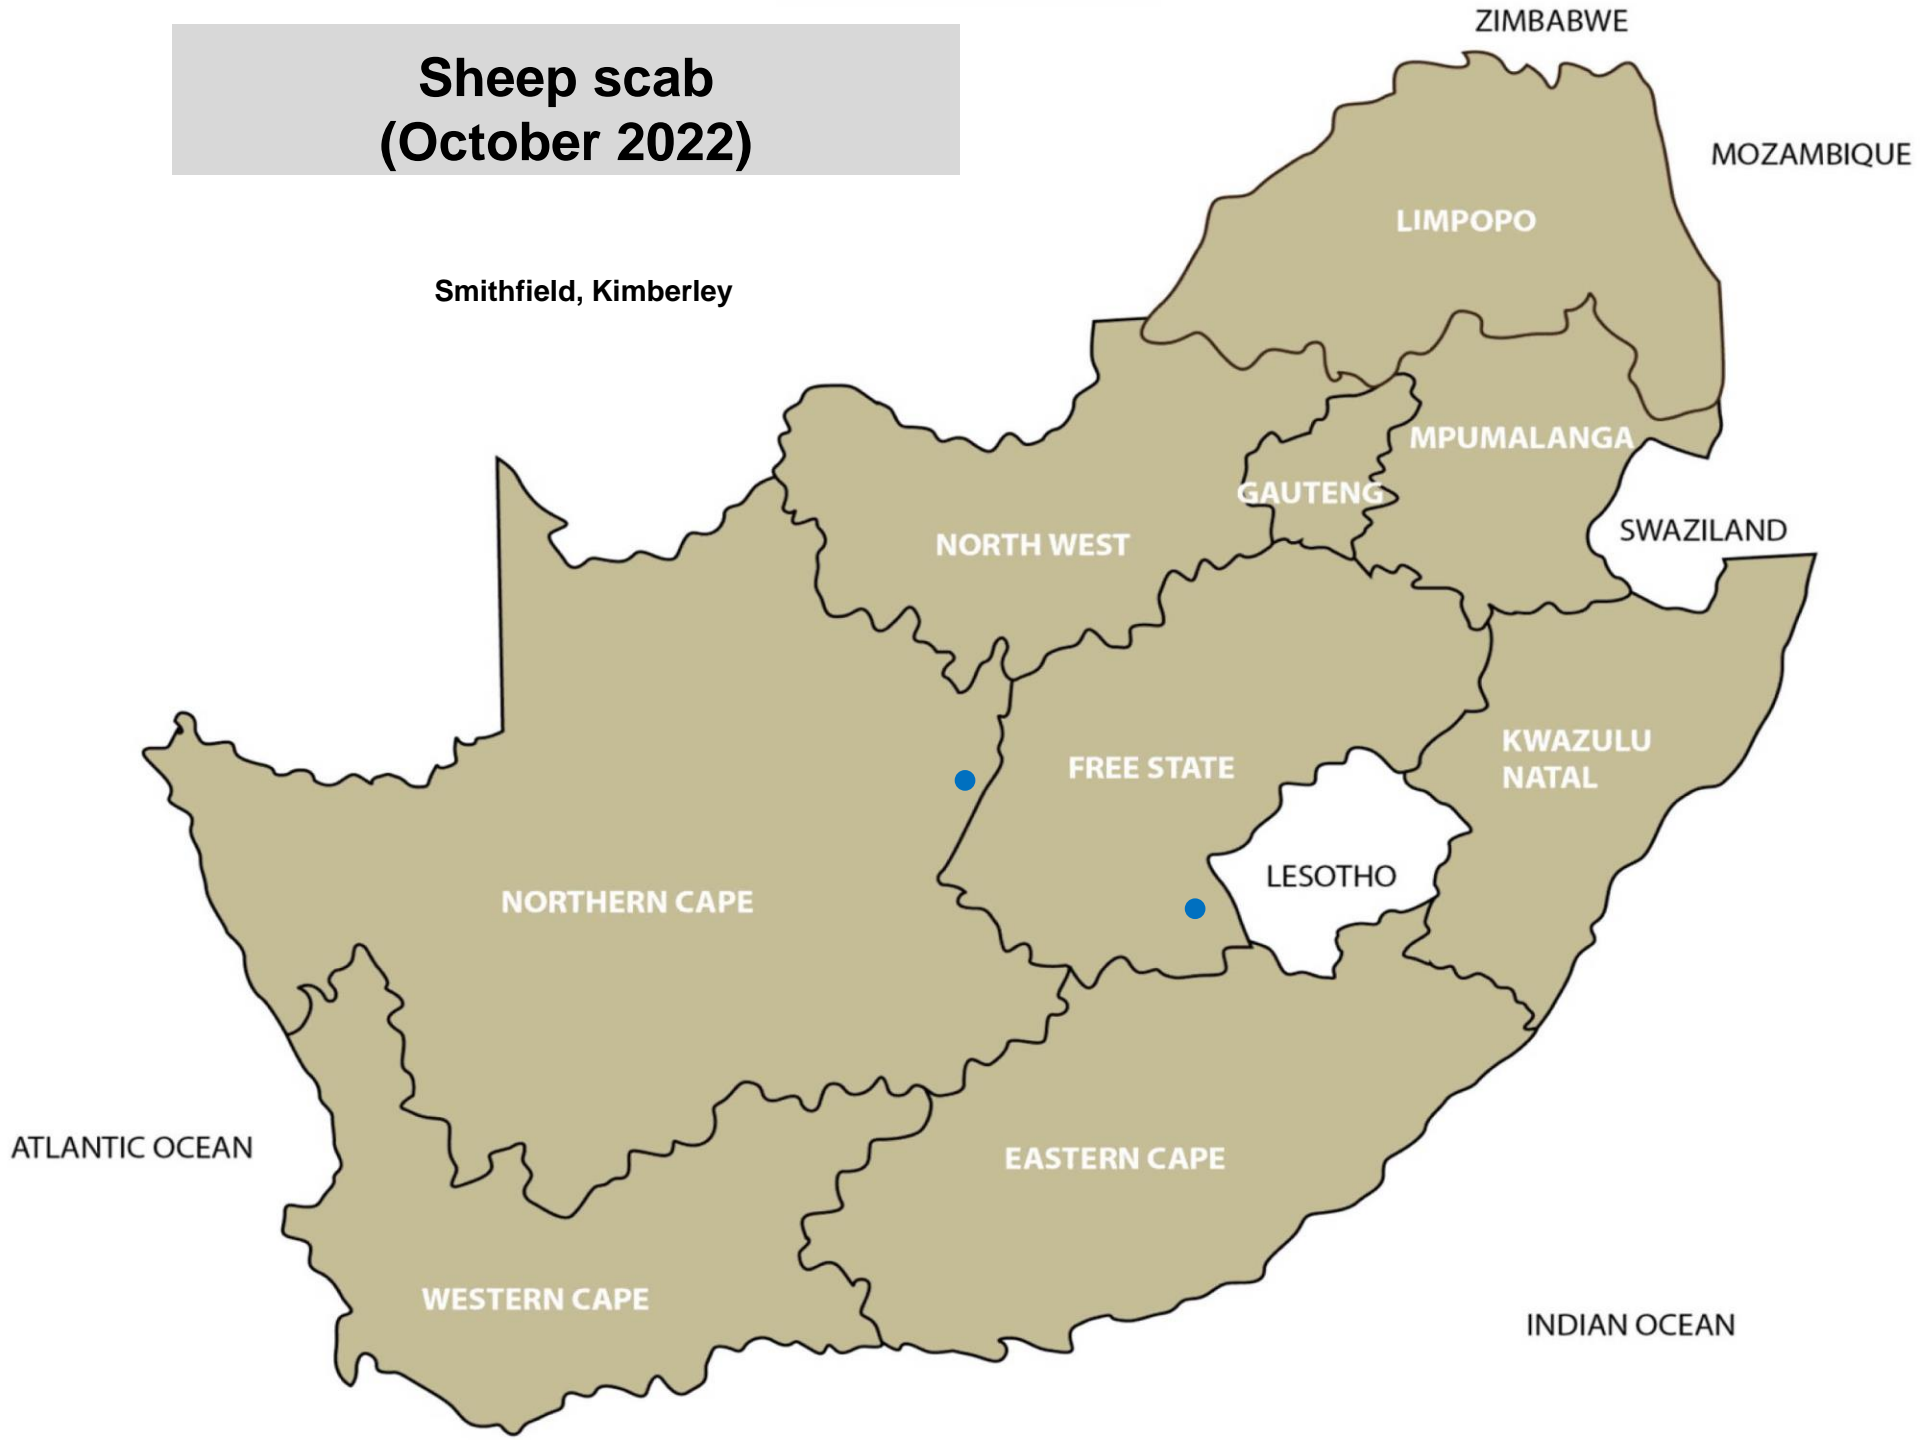 Sheep scab
(October 2022)
Smithfield, Kimberley
ZIMBABWE
MOZAMBIQUE
LIMPOPO
MPUMALANGA
GAUTENG
NORTH WEST
SWAZILAND
FREE STATE
KWAZULU
NATAL
LESOTHO
NORTHERN CAPE
ATLANTIC OCEAN
EASTERN CAPE
WESTERN CAPE
INDIAN OCEAN